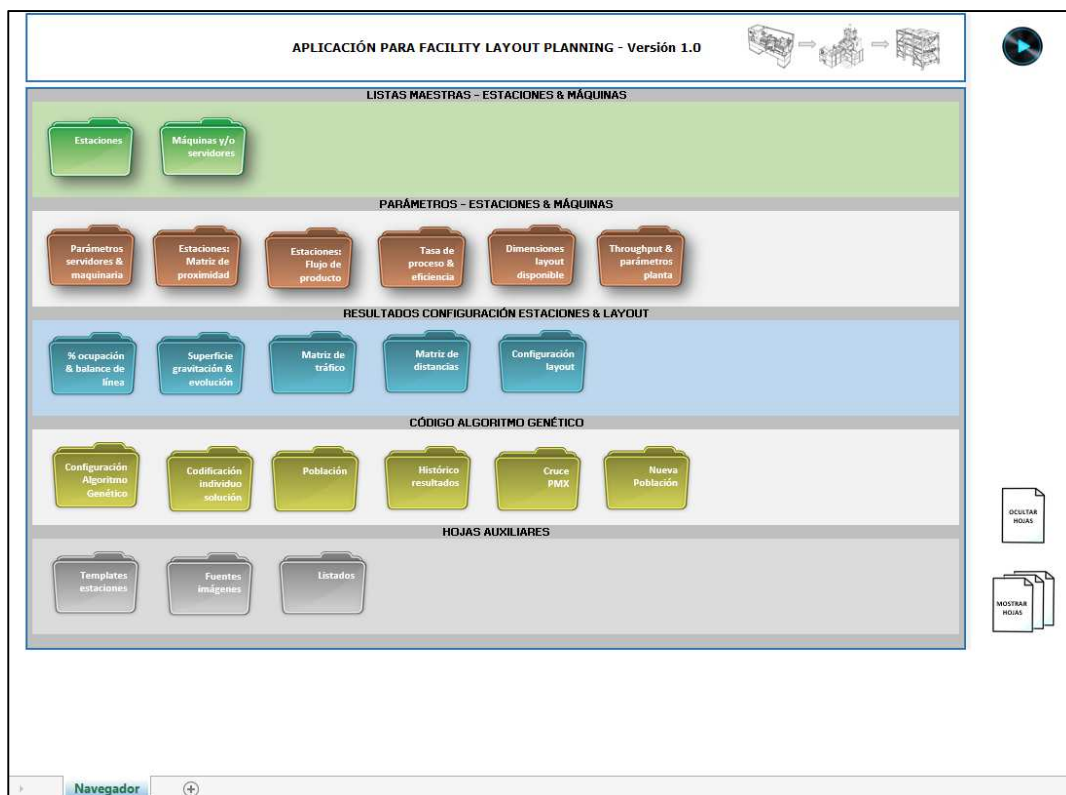 APLICACIÓN PARA FACILITY LAYOUT PLANNING - Versión 1.0
LISTAS MAESTRAS - ESTACIONES & MÁQUINAS
Estaciones
Máquinas y/o
servidores
PARÁMETROS - ESTACIONES & MÁQUINAS
Parámetros
servidores &
maquinaria
Estaciones:
Matriz de
proximidad
Estaciones:
Flujo de
producto
Tasa de
proceso &
eficiencia
Dimensiones
layout
disponible
Throughput &
parámetros
planta
RESULTADOS CONFIGURACIÓN ESTACIONES & LAYOUT
% ocupación
& balance de
línea
Superficie
gravitación &
evolución
Matriz de
tráfico
Matriz de
distancias
Configuración
layout
CÓDIGO ALGORITMO GENÉTICO
Configuración
Algoritmo
Genético
Codificación
individuo
solución
Población
Histórico
resultados
Cruce
PMX
Nueva
Población
OCULTAR
HOJAS
HOJAS AUXILIARES
Templates
estaciones
Fuentes
imágenes
Listados
MOSTRAR
HOJAS
Navegador